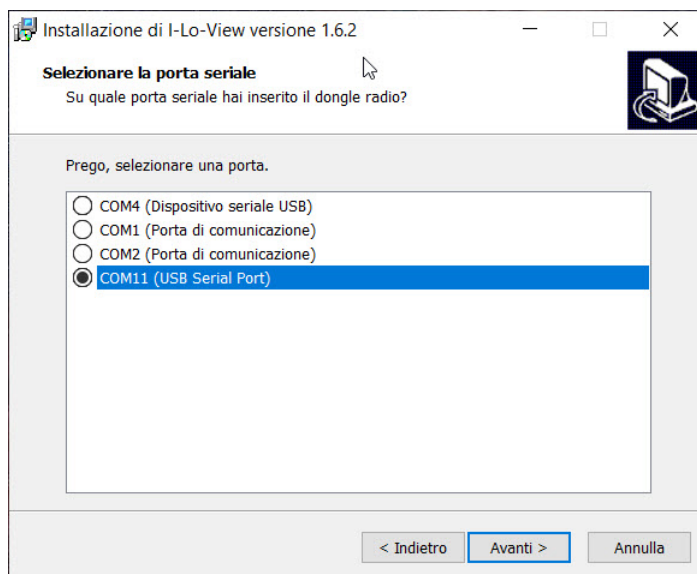 Installazione di I-Lo-View versione 1.6.2
Selezionare la porta seriale
Su quale porta seriale hai inserito il dongle radio?
Prego, selezionare una porta.
COM4 (Dispositivo seriale USB)
COM1 (Porta di comunicazione)
COM2 (Porta di comunicazione)
COM11 (USB Serial Port)
< Indietro
Avanti >
Annulla